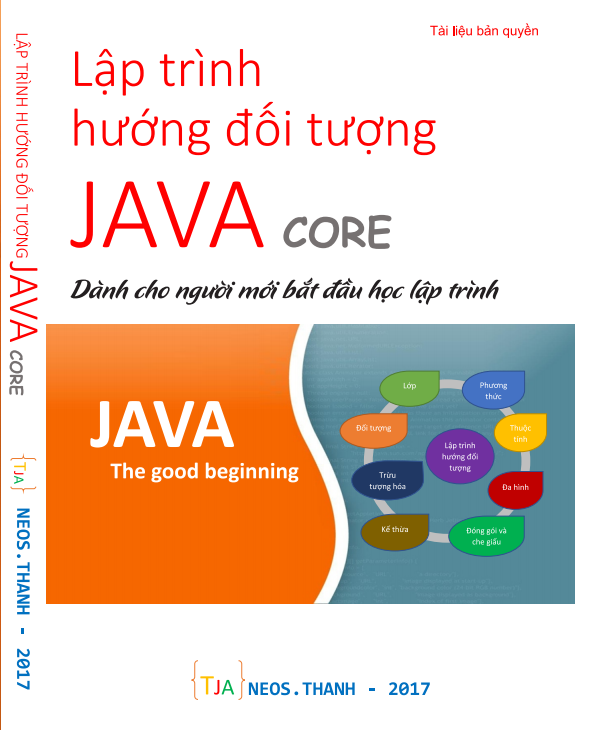 Tài liệu bản quyền
Lập trình
hướng đối tượng
JAVA CORE
Dành cho người mới bắt đầu học lập trình
JAVA
The good beginning
Lớp
Phương
thức
Thuộc
tính
Đa hình
Đóng gói và
che giấu
Kế thừa
Trừu
tượng hóa
Đối tượng
Lập trình
hướng đối
tượng
{TJA} NEOS.THANH - 2017
LẬP TRÌNH HƯỚNG ĐỐI TƯỢNG JAVA CORE
{TJA} NEOS.THANH - 2017